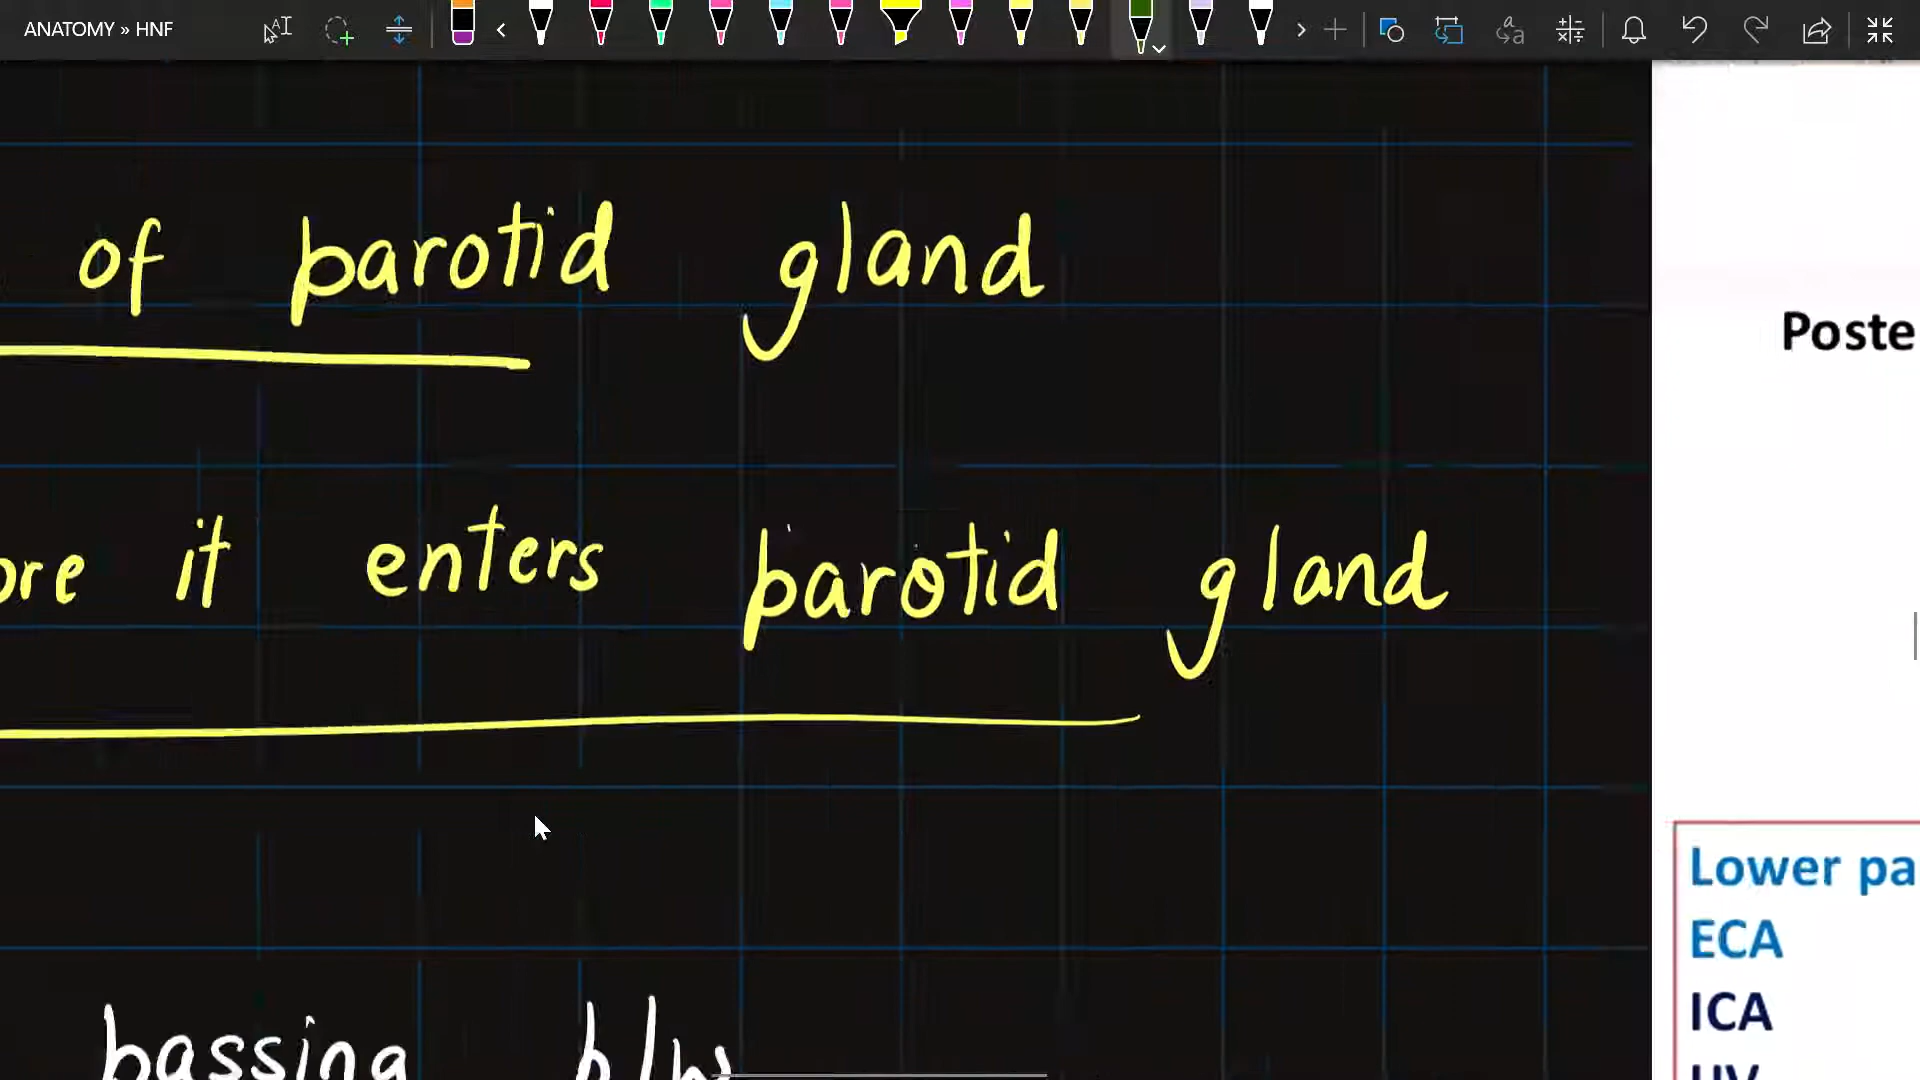 ANATOMY » HNF
of parotid gland
Poste
ore it enters parotid gland
Lower pa
ECA
ICA
passing b/w